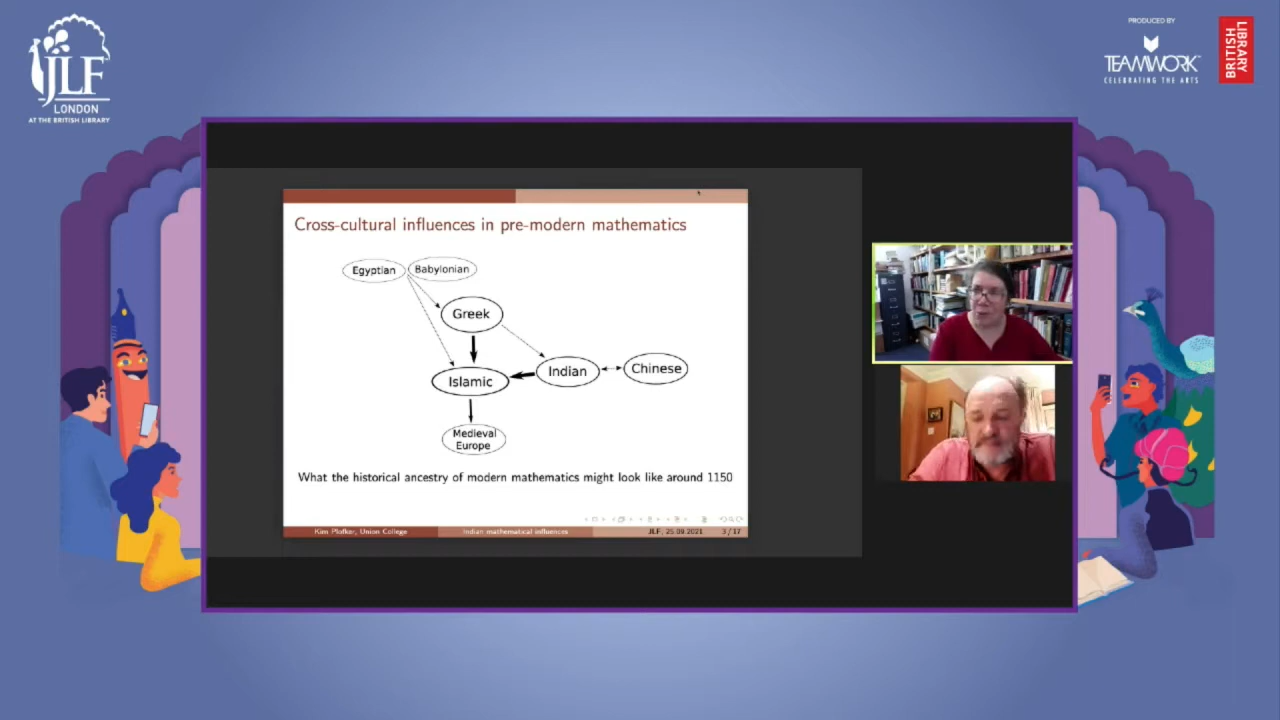 JLF
LONDON
AT THE BRITISH LIBRARY
PRODUCED BY
TEAMWORK
CELEBRATING THE ARTS
BRITISH
LIBRARY
Cross-cultural influences in pre-modern mathematics
Egyptian
Babylonian
Greek
Islamic
Indian
Chinese
Medieval
Europe
What the historical ancestry of modern mathematics might look like around 1150
Kim Plofker, Union College
Indian mathematical influences
JLF, 25.09.2021
3 / 17